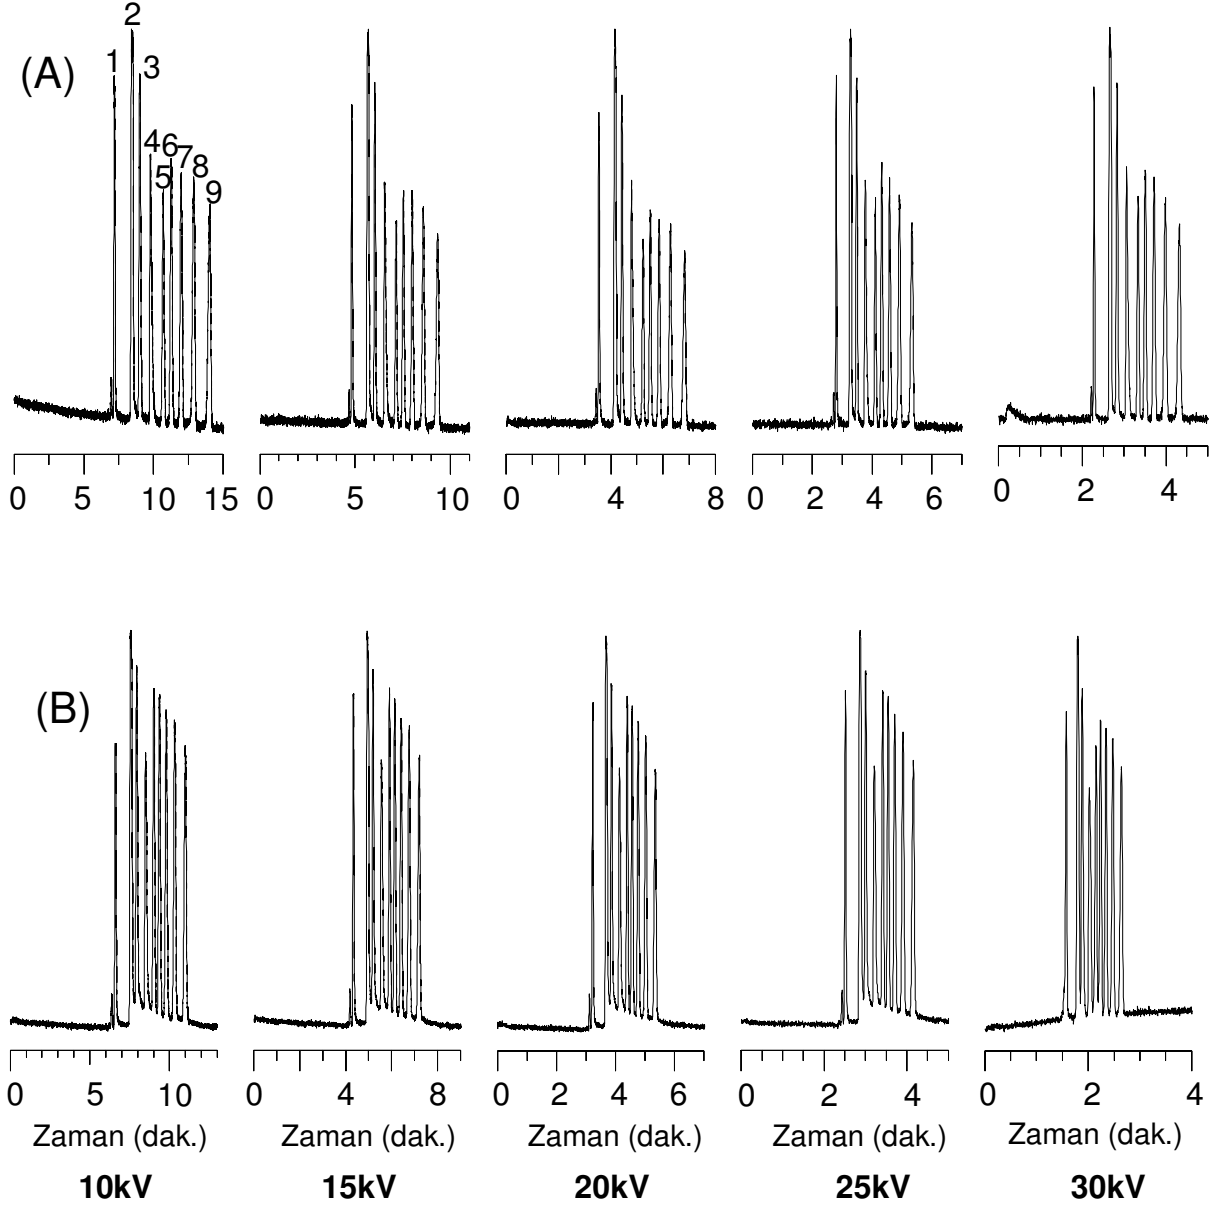 (A)
1 2 3 4 5 6 7 8 9
0 5 10 15 0 5 10 0 4 8 0 2 4 6 0 2 4
(B)
0 5 10 0 4 8 0 2 4 6 0 2 4 0 2 4
Zaman (dak.) Zaman (dak.) Zaman (dak.) Zaman (dak.) Zaman (dak.)
10kV 15kV 20kV 25kV 30kV